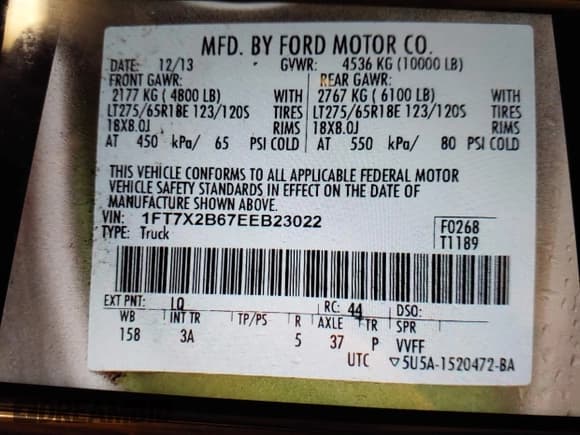 MFD. BY FORD MOTOR CO.
DATE: 12/13 GVWR: 4536 KG (10000 LB)
FRONT GAWR: REAR GAWR:
2177 KG (4800 LB) WITH 2767 KG (6100 LB) WITH
LT275/65R18E 123/120S TIRES LT275/65R18E 123/120S TIRES
18X8.0J RIMS 18X8.0J RIMS
AT 450 kPa/ 65 PSI COLD AT 550 kPa/ 80 PSI COLD
THIS VEHICLE CONFORMS TO ALL APPLICABLE FEDERAL MOTOR
VEHICLE SAFETY STANDARDS IN EFFECT ON THE DATE OF
MANUFACTURE SHOWN ABOVE.
VIN: 1FT7X2B67EEB23022 F0268
TYPE: Truck T1189
EXT PNT: LQ RC: 44 DSO:
WB INT TR TP/PS R AXLE TR SPR
158 3A 5 37 P VVFF
UTC ▽5U5A-1520472-BA